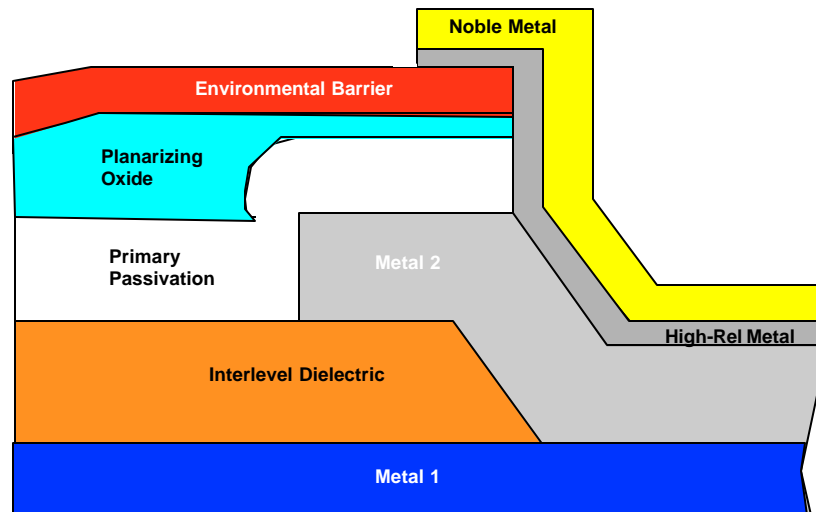 Noble Metal
Environmental Barrier
Planarizing
Oxide
Metal 2
Primary
Passivation
High-Rel Metal
Interlevel Dielectric
Metal 1